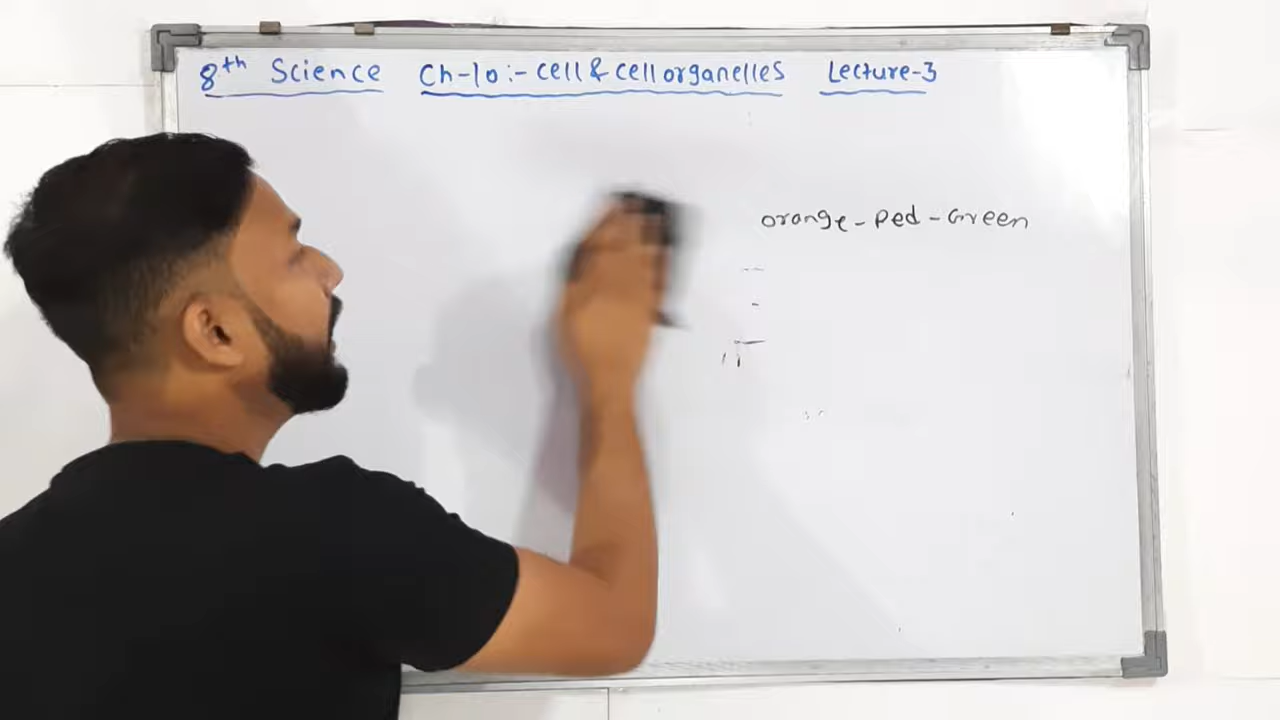 8th Science Ch-10:- cell & cell organelles Lecture-3
orange - Red - Green